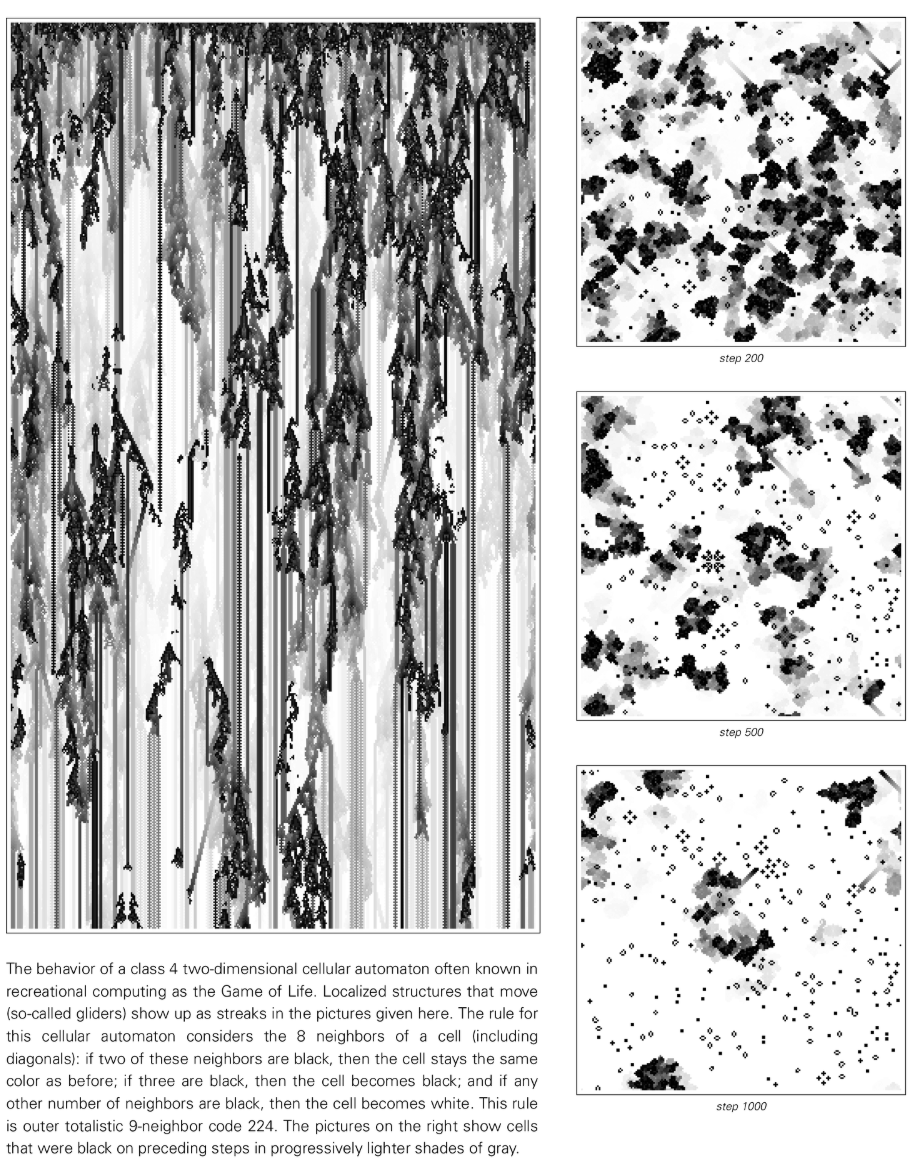 step 200
step 500
step 1000
The behavior of a class 4 two-dimensional cellular automaton often known in
recreational computing as the Game of Life. Localized structures that move
(so-called gliders) show up as streaks in the pictures given here. The rule for
this cellular automaton considers the 8 neighbors of a cell (including
diagonals): if two of these neighbors are black, then the cell stays the same
color as before; if three are black, then the cell becomes black; and if any
other number of neighbors are black, then the cell becomes white. This rule
is outer totalistic 9-neighbor code 224. The pictures on the right show cells
that were black on preceding steps in progressively lighter shades of gray.